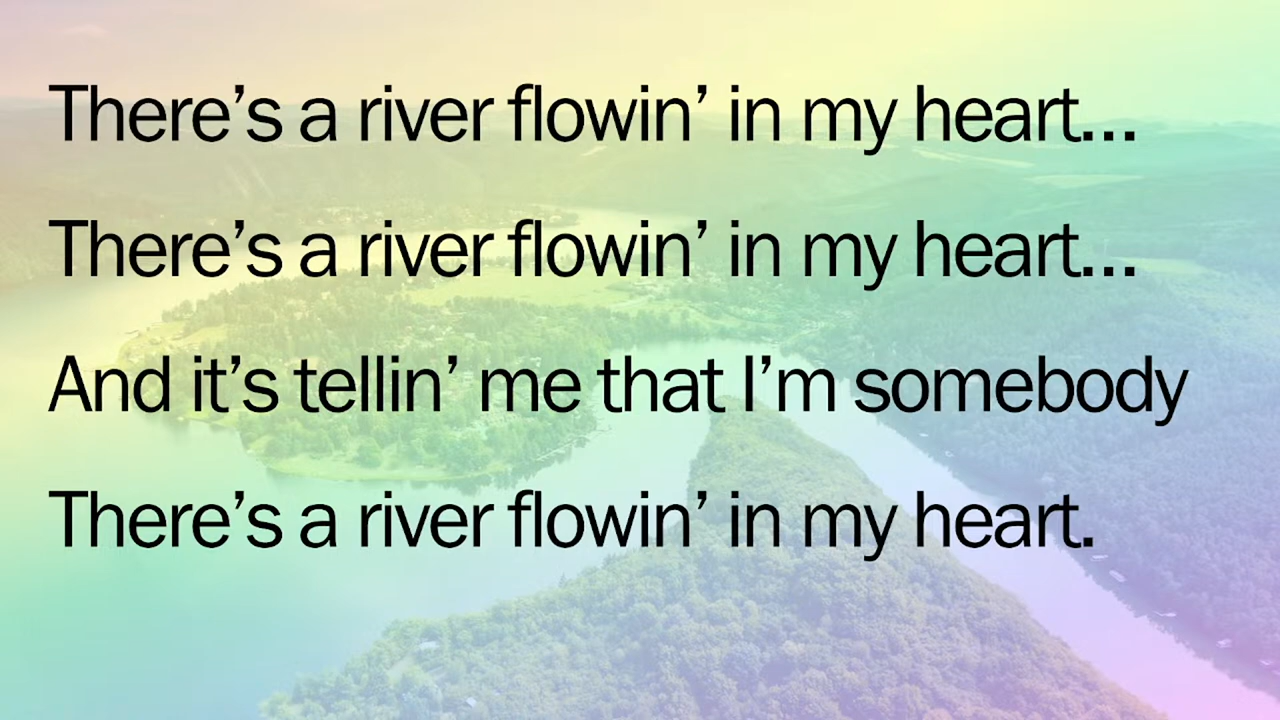 There’s a river flowin’ in my heart...
There’s a river flowin’ in my heart...
And it’s tellin’ me that I’m somebody
There’s a river flowin’ in my heart.